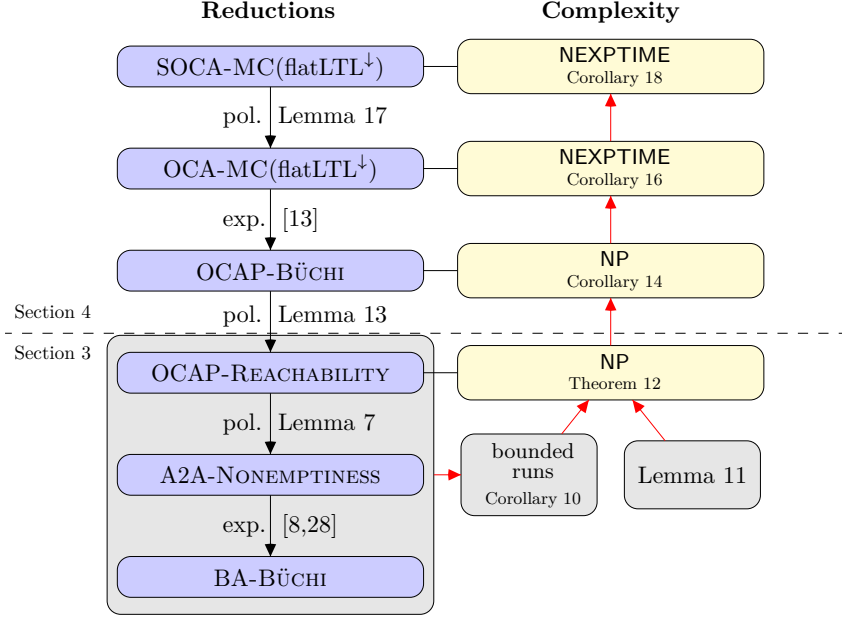 Reductions
Complexity
SOCA-MC(flatLTL↓)
NEXPTIME
Corollary 18
pol. Lemma 17
OCA-MC(flatLTL↓)
NEXPTIME
Corollary 16
exp. [13]
OCAP-BÜCHI
NP
Corollary 14
Section 4
pol. Lemma 13
Section 3
OCAP-REACHABILITY
NP
Theorem 12
pol. Lemma 7
A2A-NONEMPTINESS
bounded
runs
Corollary 10
Lemma 11
exp. [8,28]
BA-BÜCHI